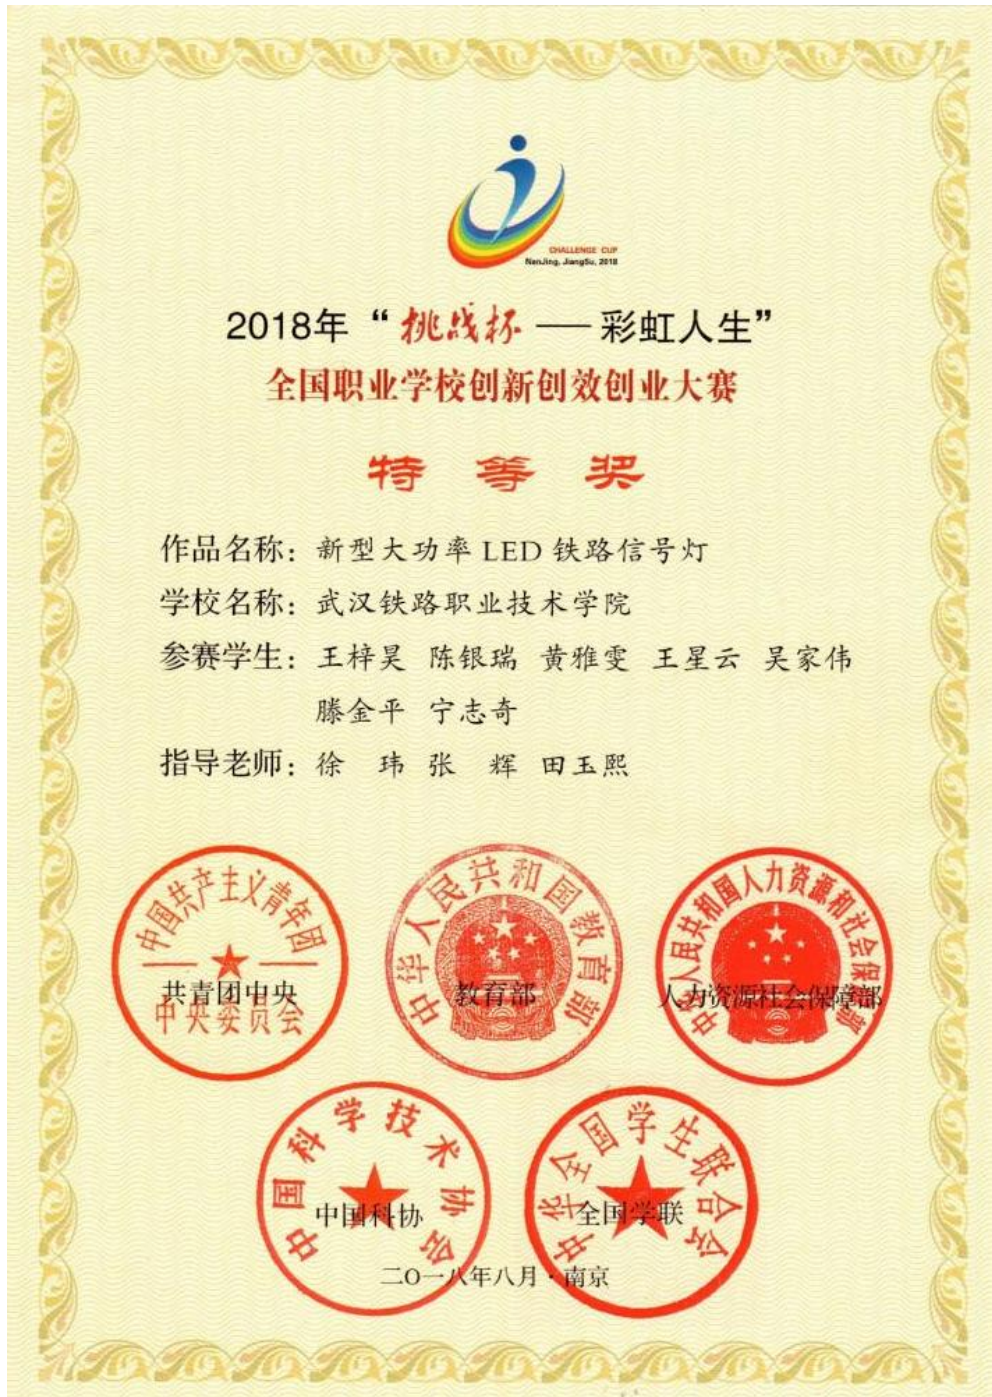 CHALLENGE CUP
NanJing, JiangSu, 2018
2018年“挑战杯——彩虹人生”
全国职业学校创新创效创业大赛
特等奖
作品名称：新型大功率LED铁路信号灯
学校名称：武汉铁路职业技术学院
参赛学生：王梓昊 陈银瑞 黄雅雯 王星云 吴家伟
滕金平 宁志奇
指导老师：徐 玮 张 辉 田玉熙
中国共产主义青年团
共青团中央
中央委员会
中华人民共和国教育部
教育部
中华人民共和国人力资源和社会保障部
人力资源社会保障部
中国科学技术协会
中国科协
中华全国学生联合会
全国学联
二〇一八年八月·南京